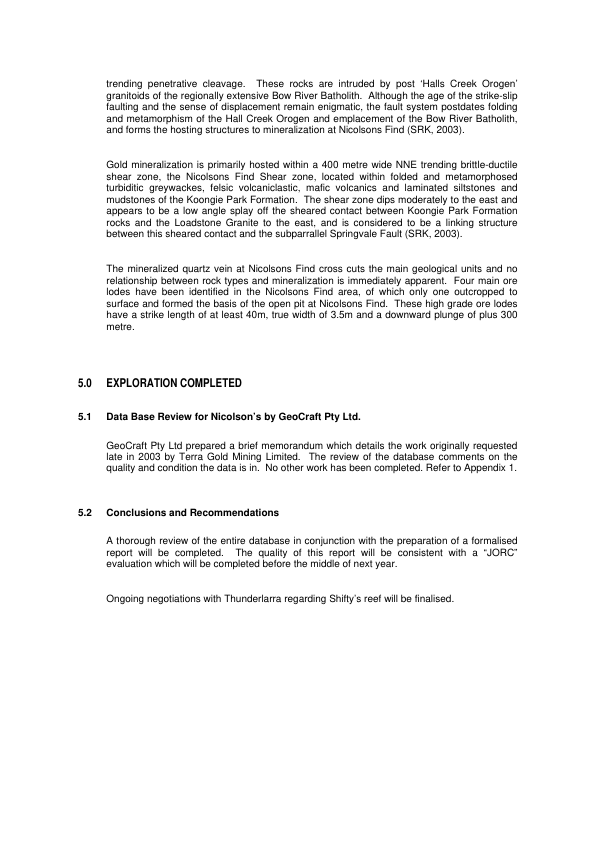 trending penetrative cleavage. These rocks are intruded by post ‘Halls Creek Orogen’
granitoids of the regionally extensive Bow River Batholith. Although the age of the strike-slip
faulting and the sense of displacement remain enigmatic, the fault system postdates folding
and metamorphism of the Hall Creek Orogen and emplacement of the Bow River Batholith,
and forms the hosting structures to mineralization at Nicolsons Find (SRK, 2003).
Gold mineralization is primarily hosted within a 400 metre wide NNE trending brittle-ductile
shear zone, the Nicolsons Find Shear zone, located within folded and metamorphosed
turbiditic greywackes, felsic volcaniclastic, mafic volcanics and laminated siltstones and
mudstones of the Koongie Park Formation. The shear zone dips moderately to the east and
appears to be a low angle splay off the sheared contact between Koongie Park Formation
rocks and the Loadstone Granite to the east, and is considered to be a linking structure
between this sheared contact and the subparallel Springvale Fault (SRK, 2003).
The mineralized quartz vein at Nicolsons Find cross cuts the main geological units and no
relationship between rock types and mineralization is immediately apparent. Four main ore
lodes have been identified in the Nicolsons Find area, of which only one outcropped to
surface and formed the basis of the open pit at Nicolsons Find. These high grade ore lodes
have a strike length of at least 40m, true width of 3.5m and a downward plunge of plus 300
metre.
5.0 EXPLORATION COMPLETED
5.1 Data Base Review for Nicolson’s by GeoCraft Pty Ltd.
GeoCraft Pty Ltd prepared a brief memorandum which details the work originally requested
late in 2003 by Terra Gold Mining Limited. The review of the database comments on the
quality and condition the data is in. No other work has been completed. Refer to Appendix 1.
5.2 Conclusions and Recommendations
A thorough review of the entire database in conjunction with the preparation of a formalised
report will be completed. The quality of this report will be consistent with a “JORC”
evaluation which will be completed before the middle of next year.
Ongoing negotiations with Thunderlarra regarding Shifty’s reef will be finalised.